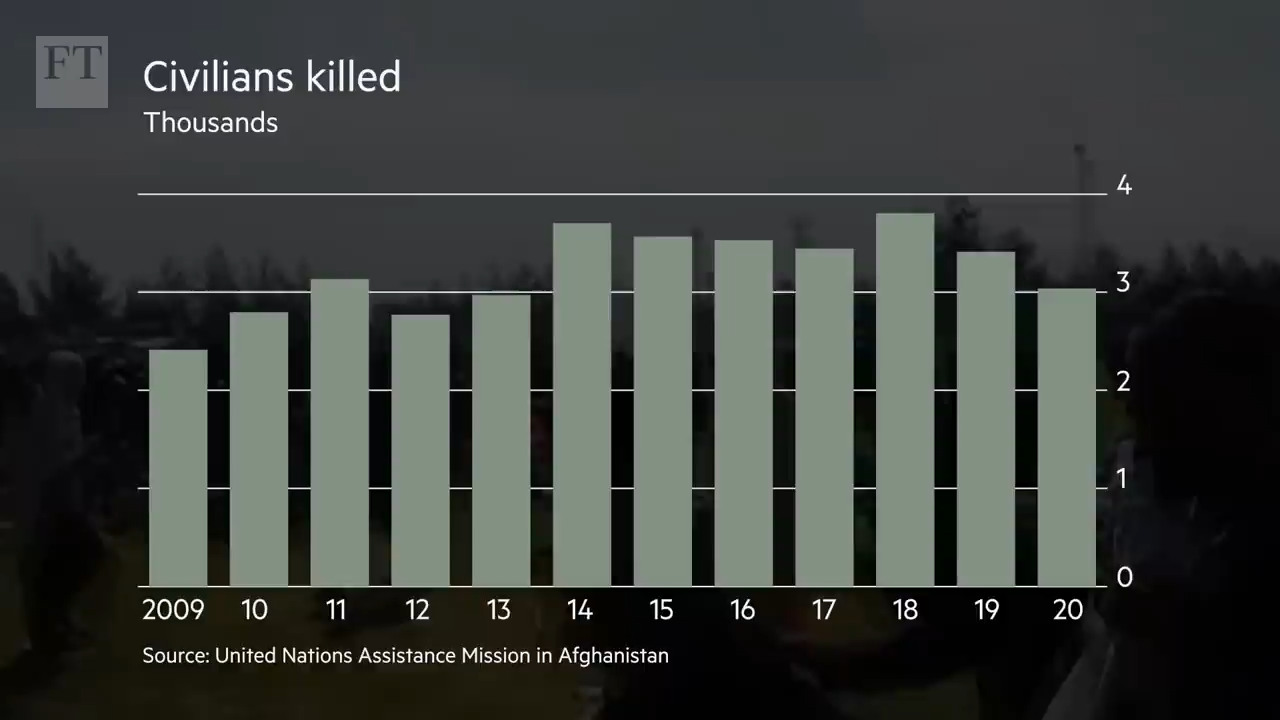 FT
Civilians killed
Thousands
4
3
2
1
0
2009 10 11 12 13 14 15 16 17 18 19 20
Source: United Nations Assistance Mission in Afghanistan